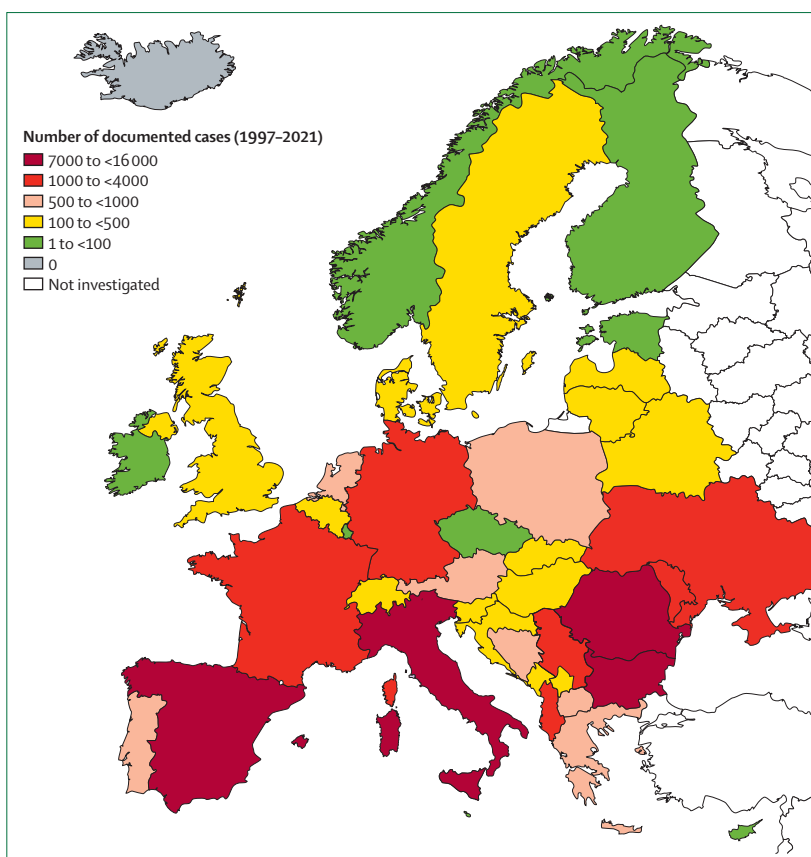 Number of documented cases (1997–2021)
7000 to <16 000
1000 to <4000
500 to <1000
100 to <500
1 to <100
0
Not investigated